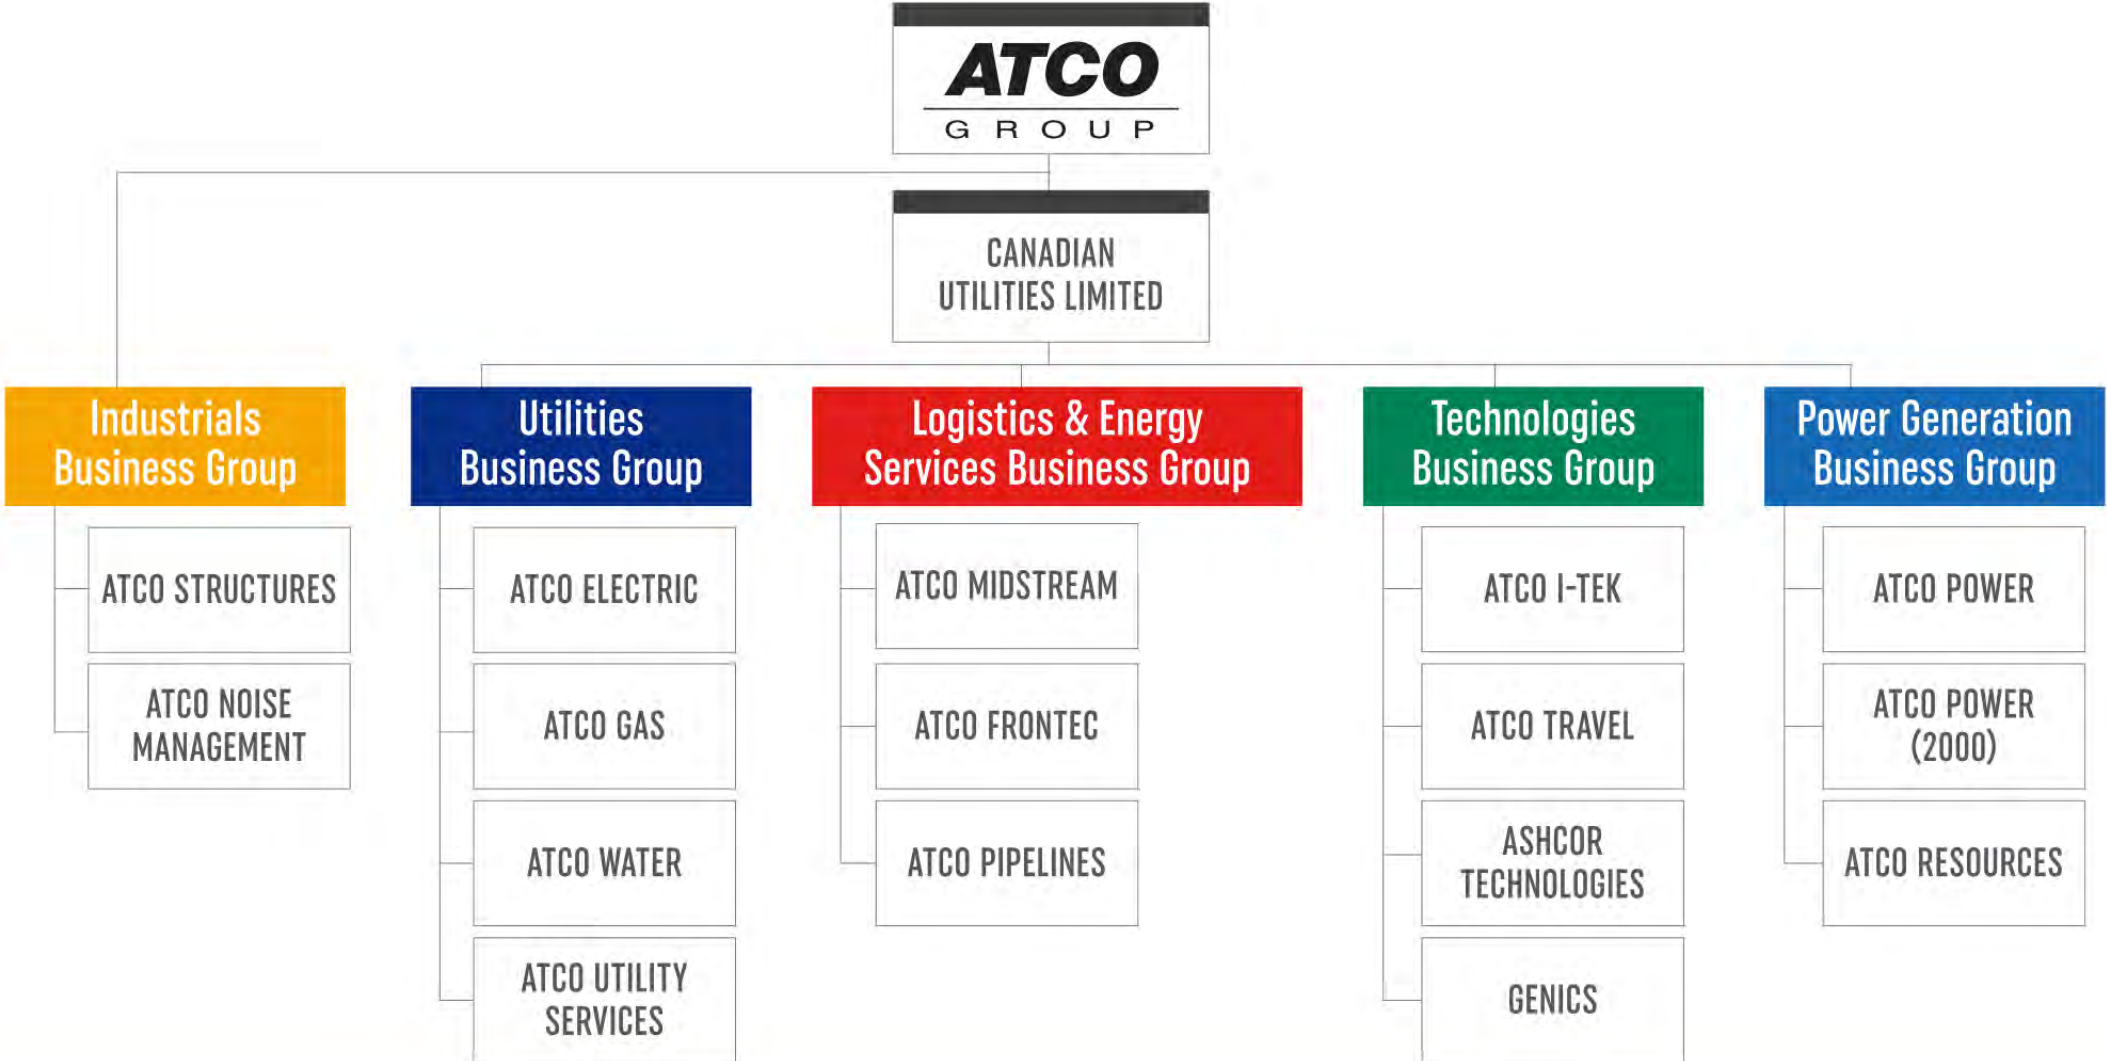 ATCO
GROUP
CANADIAN
UTILITIES LIMITED
Industrials
Business Group
ATCO STRUCTURES
ATCO NOISE
MANAGEMENT
Utilities
Business Group
ATCO ELECTRIC
ATCO GAS
ATCO WATER
ATCO UTILITY
SERVICES
Logistics & Energy
Services Business Group
ATCO MIDSTREAM
ATCO FRONTEC
ATCO PIPELINES
Technologies
Business Group
ATCO I-TEK
ATCO TRAVEL
ASHCOR
TECHNOLOGIES
GENICS
Power Generation
Business Group
ATCO POWER
ATCO POWER
(2000)
ATCO RESOURCES